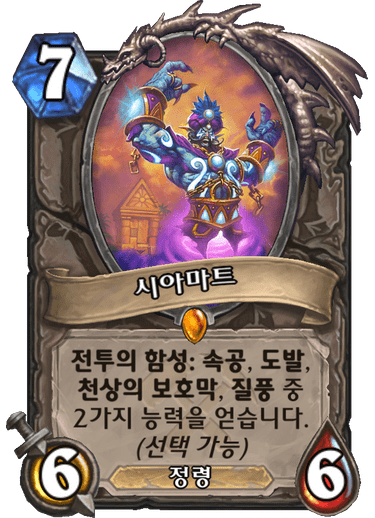 7
시아마트
전투의 함성: 속공, 도발,
천상의 보호막, 질풍 중
2가지 능력을 얻습니다.
(선택 가능)
6
정령
6